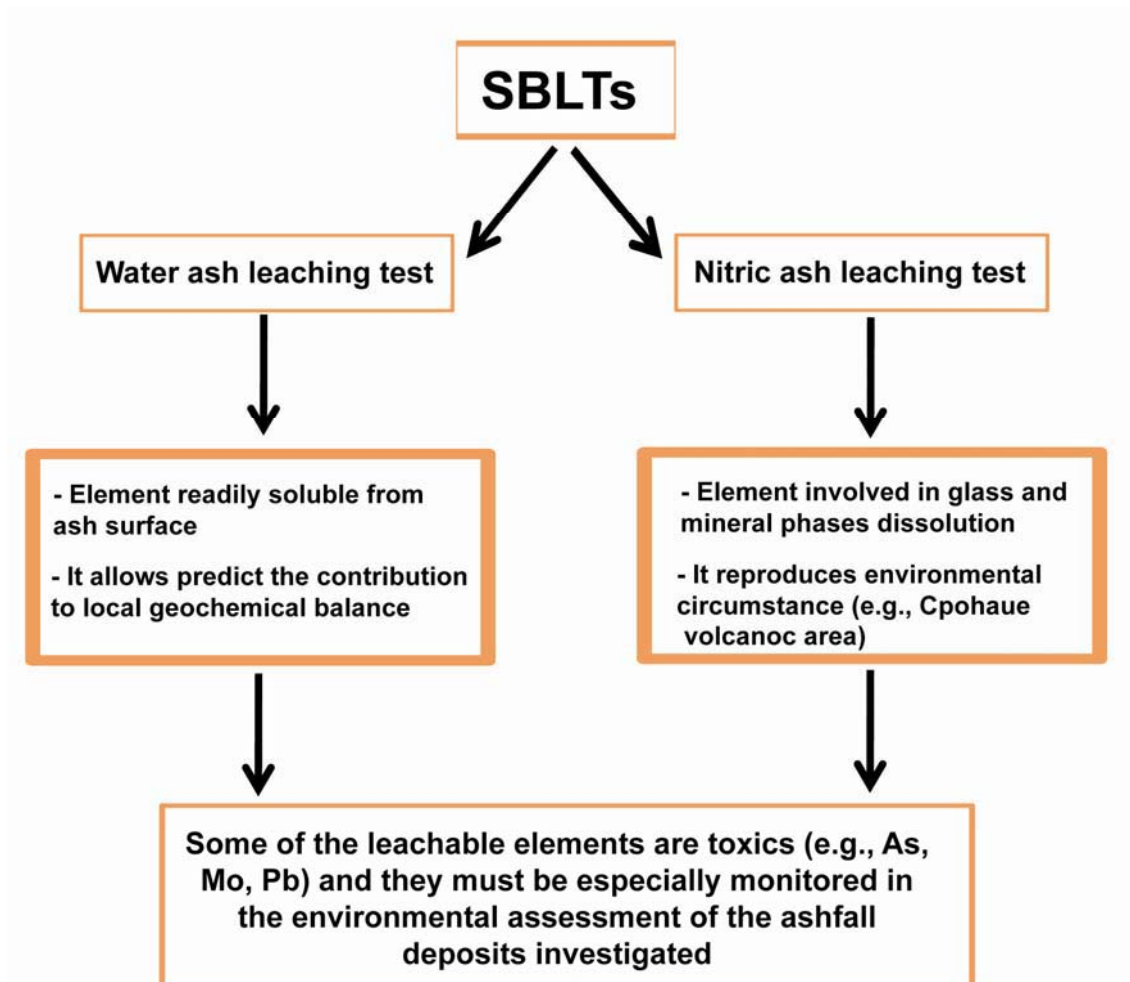 SBLTs
Water ash leaching test
Nitric ash leaching test
- Element readily soluble from
ash surface
- It allows predict the contribution
to local geochemical balance
- Element involved in glass and
mineral phases dissolution
- It reproduces environmental
circumstance (e.g., Cpohaue
volcanoc area)
Some of the leachable elements are toxics (e.g., As,
Mo, Pb) and they must be especially monitored in
the environmental assessment of the ashfall
deposits investigated